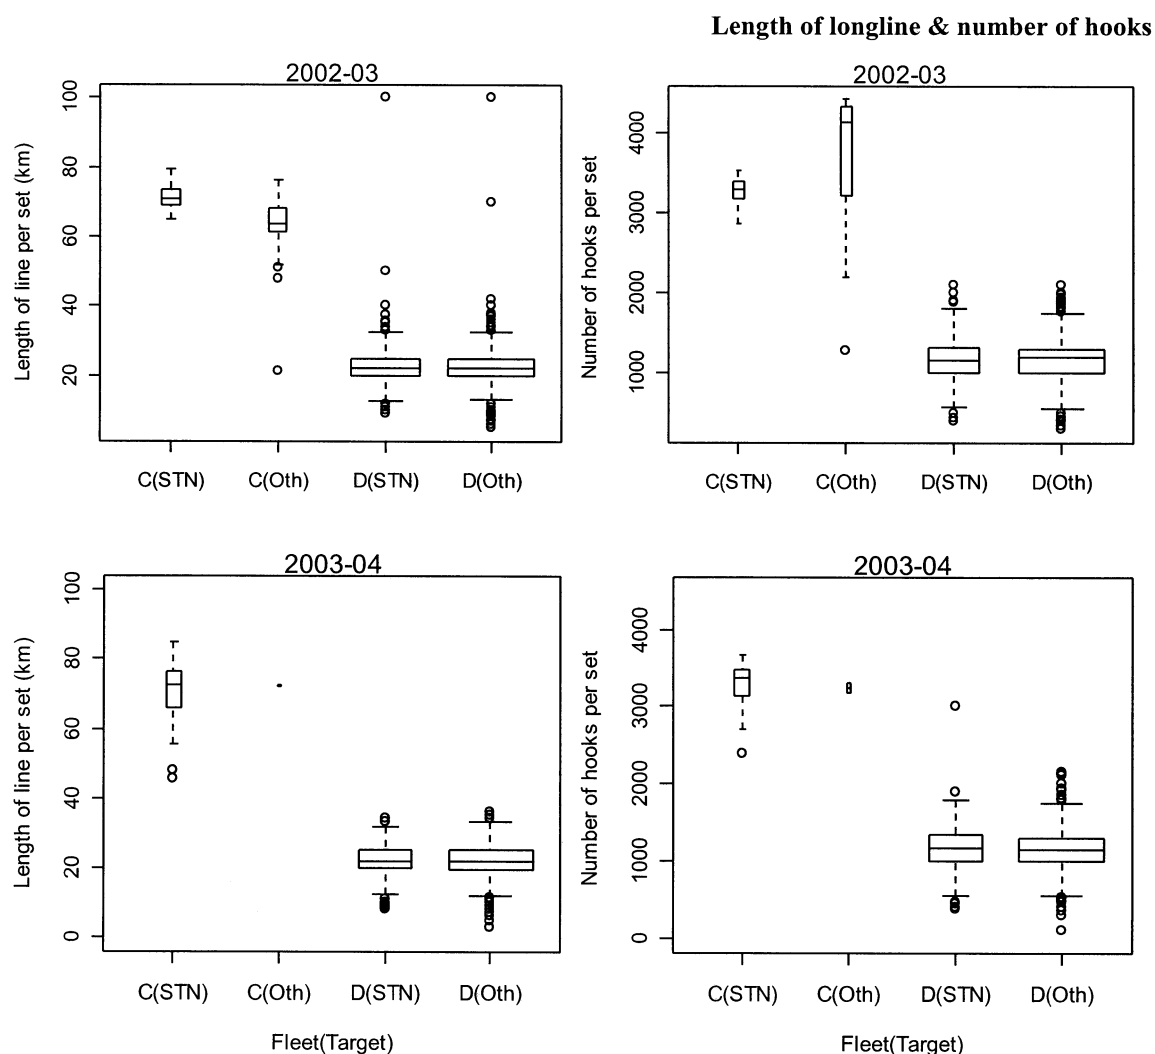 Length of longline & number of hooks
2002-03
Length of line per set (km)
100
80
60
40
20
C(STN) C(Oth) D(STN) D(Oth)
2002-03
Number of hooks per set
4000
3000
2000
1000
C(STN) C(Oth) D(STN) D(Oth)
2003-04
Length of line per set (km)
100
80
60
40
20
0
C(STN) C(Oth) D(STN) D(Oth)
Fleet(Target)
2003-04
Number of hooks per set
4000
3000
2000
1000
0
C(STN) C(Oth) D(STN) D(Oth)
Fleet(Target)